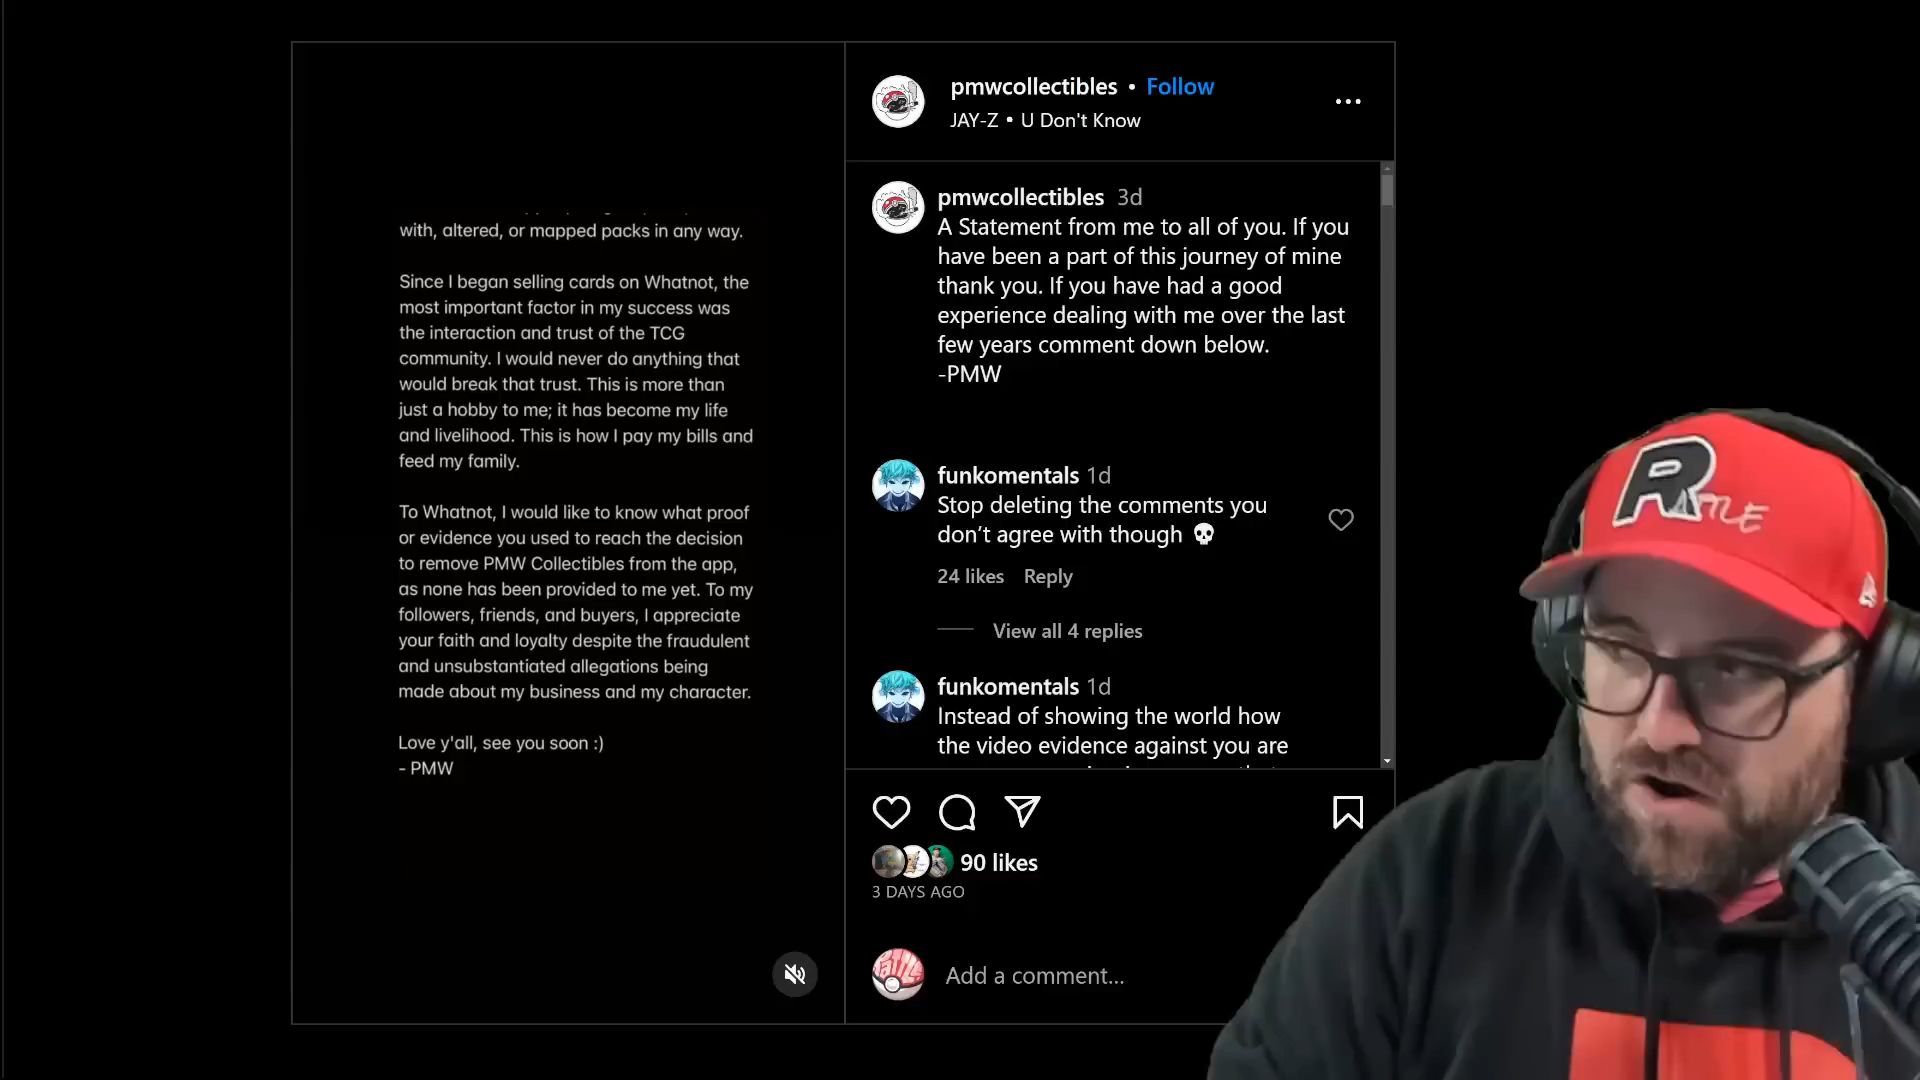 with, altered, or mapped packs in any way.
Since I began selling cards on Whatnot, the
most important factor in my success was
the interaction and trust of the TCG
community. I would never do anything that
would break that trust. This is more than
just a hobby to me; it has become my life
and livelihood. This is how I pay my bills and
feed my family.
To Whatnot, I would like to know what proof
or evidence you used to reach the decision
to remove PMW Collectibles from the app,
as none has been provided to me yet. To my
followers, friends, and buyers, I appreciate
your faith and loyalty despite the fraudulent
and unsubstantiated allegations being
made about my business and my character.
Love y'all, see you soon :)
- PMW
pmwcollectibles • Follow
JAY-Z • U Don't Know
pmwcollectibles 3d
A Statement from me to all of you. If you
have been a part of this journey of mine
thank you. If you have had a good
experience dealing with me over the last
few years comment down below.
-PMW
funkomentals 1d
Stop deleting the comments you
don’t agree with though 💀
24 likes Reply
View all 4 replies
funkomentals 1d
Instead of showing the world how
the video evidence against you are
90 likes
3 DAYS AGO
Add a comment...
R